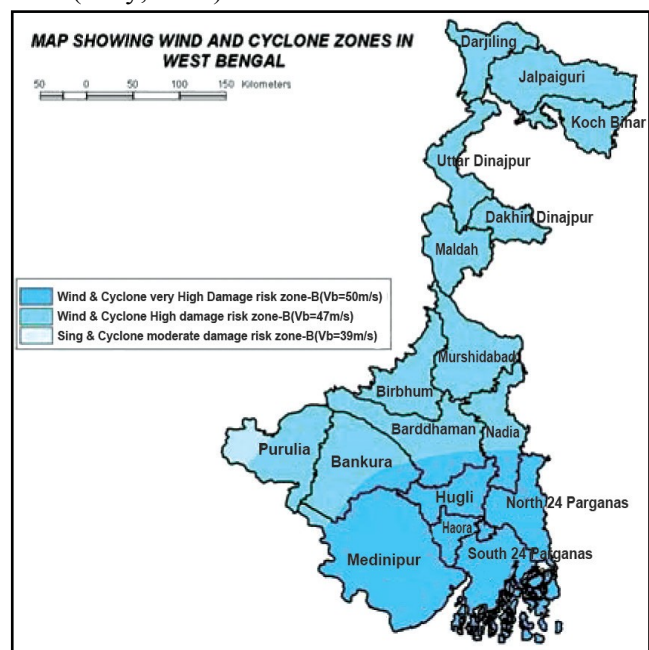 MAP SHOWING WIND AND CYCLONE ZONES IN
WEST BENGAL
50 0 50 100 150 Kilometers
Darjiling
Jalpaiguri
Koch Bihar
Uttar Dinajpur
Dakhin Dinajpur
Maldah
Wind & Cyclone very High Damage risk zone-B(Vb=50m/s)
Wind & Cyclone High damage risk zone-B(Vb=47m/s)
Sing & Cyclone moderate damage risk zone-B(Vb=39m/s)
Murshidabad
Birbhum
Barddhaman
Nadia
Purulia
Bankura
Hugli
North 24 Parganas
Haora
South 24 Parganas
Medinipur